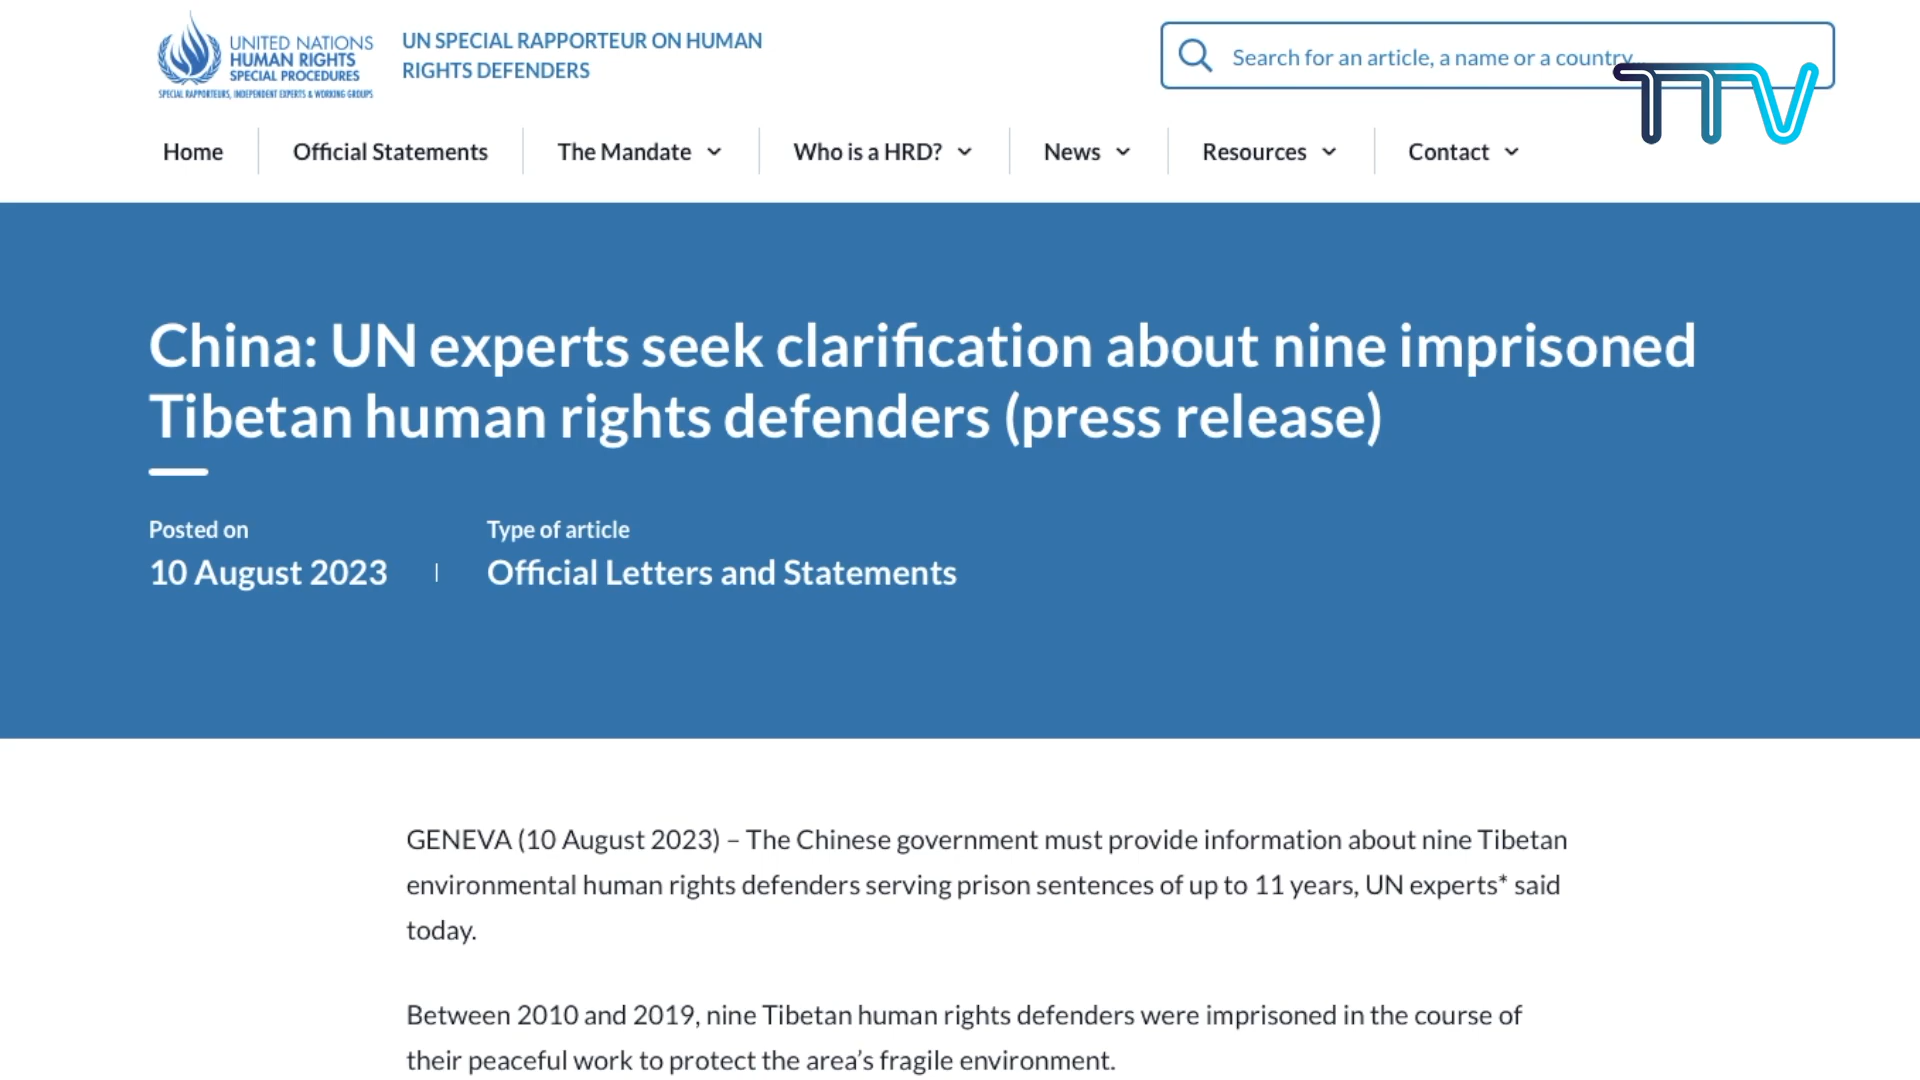 UNITED NATIONS
HUMAN RIGHTS
SPECIAL PROCEDURES
SPECIAL RAPPORTEURS, INDEPENDENT EXPERTS & WORKING GROUPS
UN SPECIAL RAPPORTEUR ON HUMAN
RIGHTS DEFENDERS
Search for an article, a name or a country...
TTV
Home
Official Statements
The Mandate
Who is a HRD?
News
Resources
Contact
China: UN experts seek clarification about nine imprisoned
Tibetan human rights defenders (press release)
Posted on
10 August 2023
Type of article
Official Letters and Statements
GENEVA (10 August 2023) – The Chinese government must provide information about nine Tibetan
environmental human rights defenders serving prison sentences of up to 11 years, UN experts* said
today.
Between 2010 and 2019, nine Tibetan human rights defenders were imprisoned in the course of
their peaceful work to protect the area’s fragile environment.